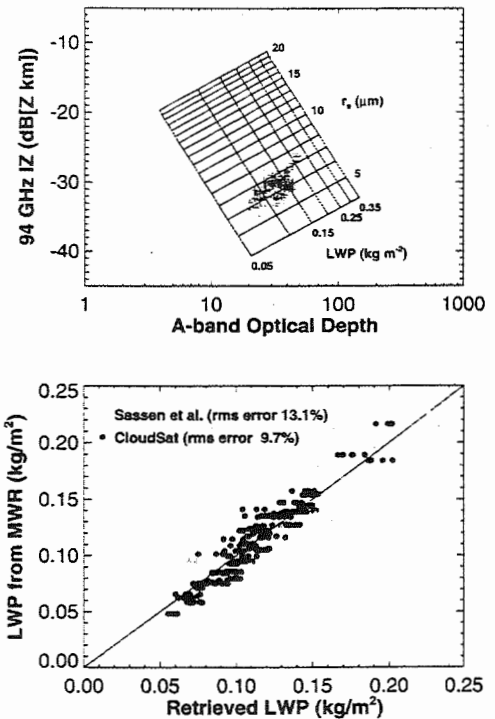 -5
20
15
-10
r_e (μm)
10
-20
94 GHz IZ (dB[Z km])
-30
5
0.35
0.25
0.15
-40
LWP (kg m⁻²)
0.05
1 10 100 1000
A-band Optical Depth
0.25
Sassen et al. (rms error 13.1%)
• CloudSat (rms error 9.7%)
0.20
0.15
LWP from MWR (kg/m²)
0.10
0.05
0.00
0.00 0.05 0.10 0.15 0.20 0.25
Retrieved LWP (kg/m²)